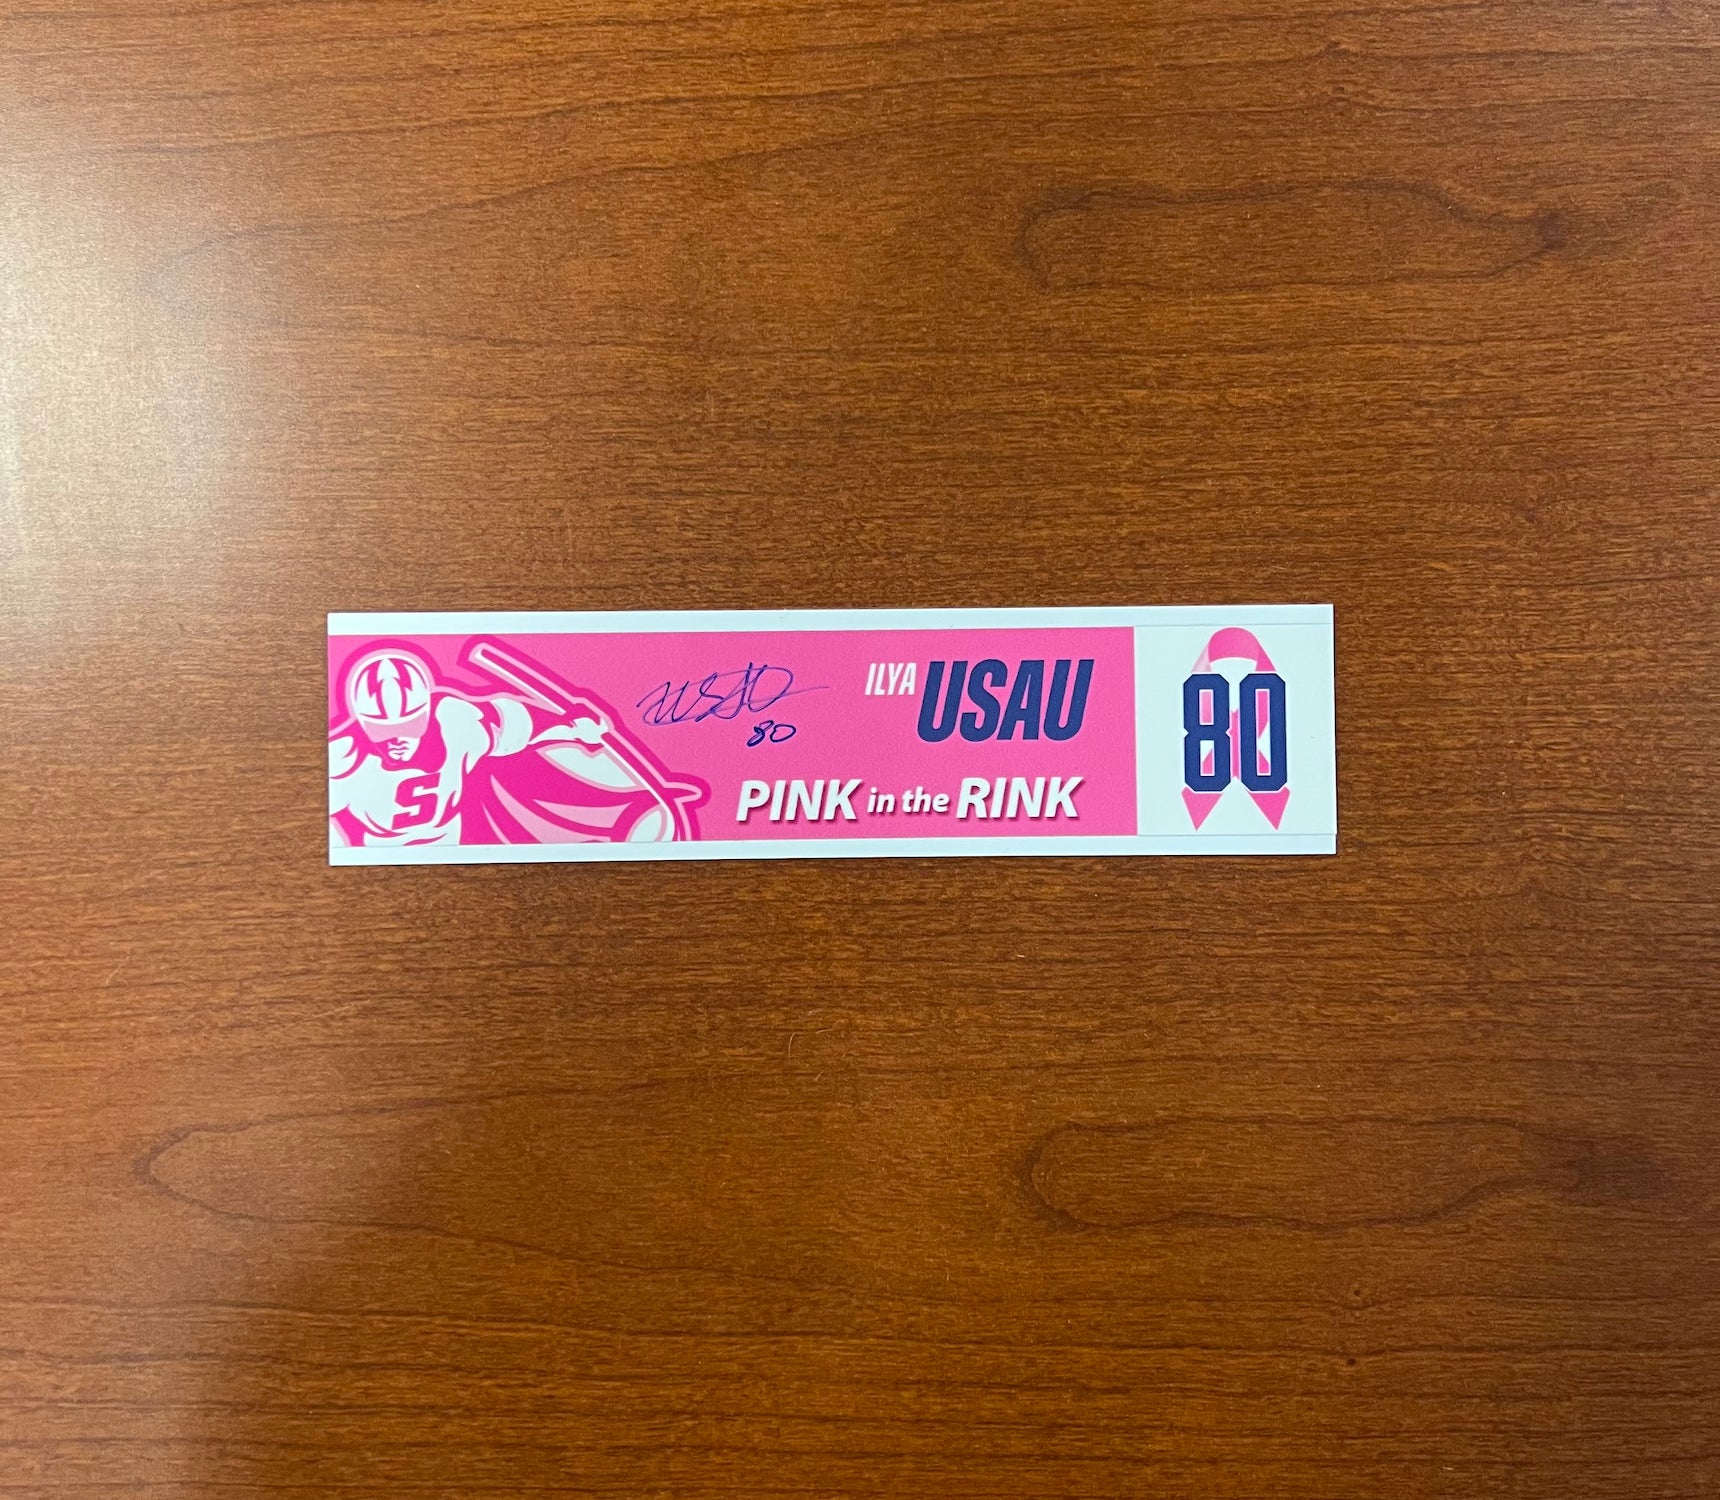 ILYA USAU
80
PINK in the RINK
80
S